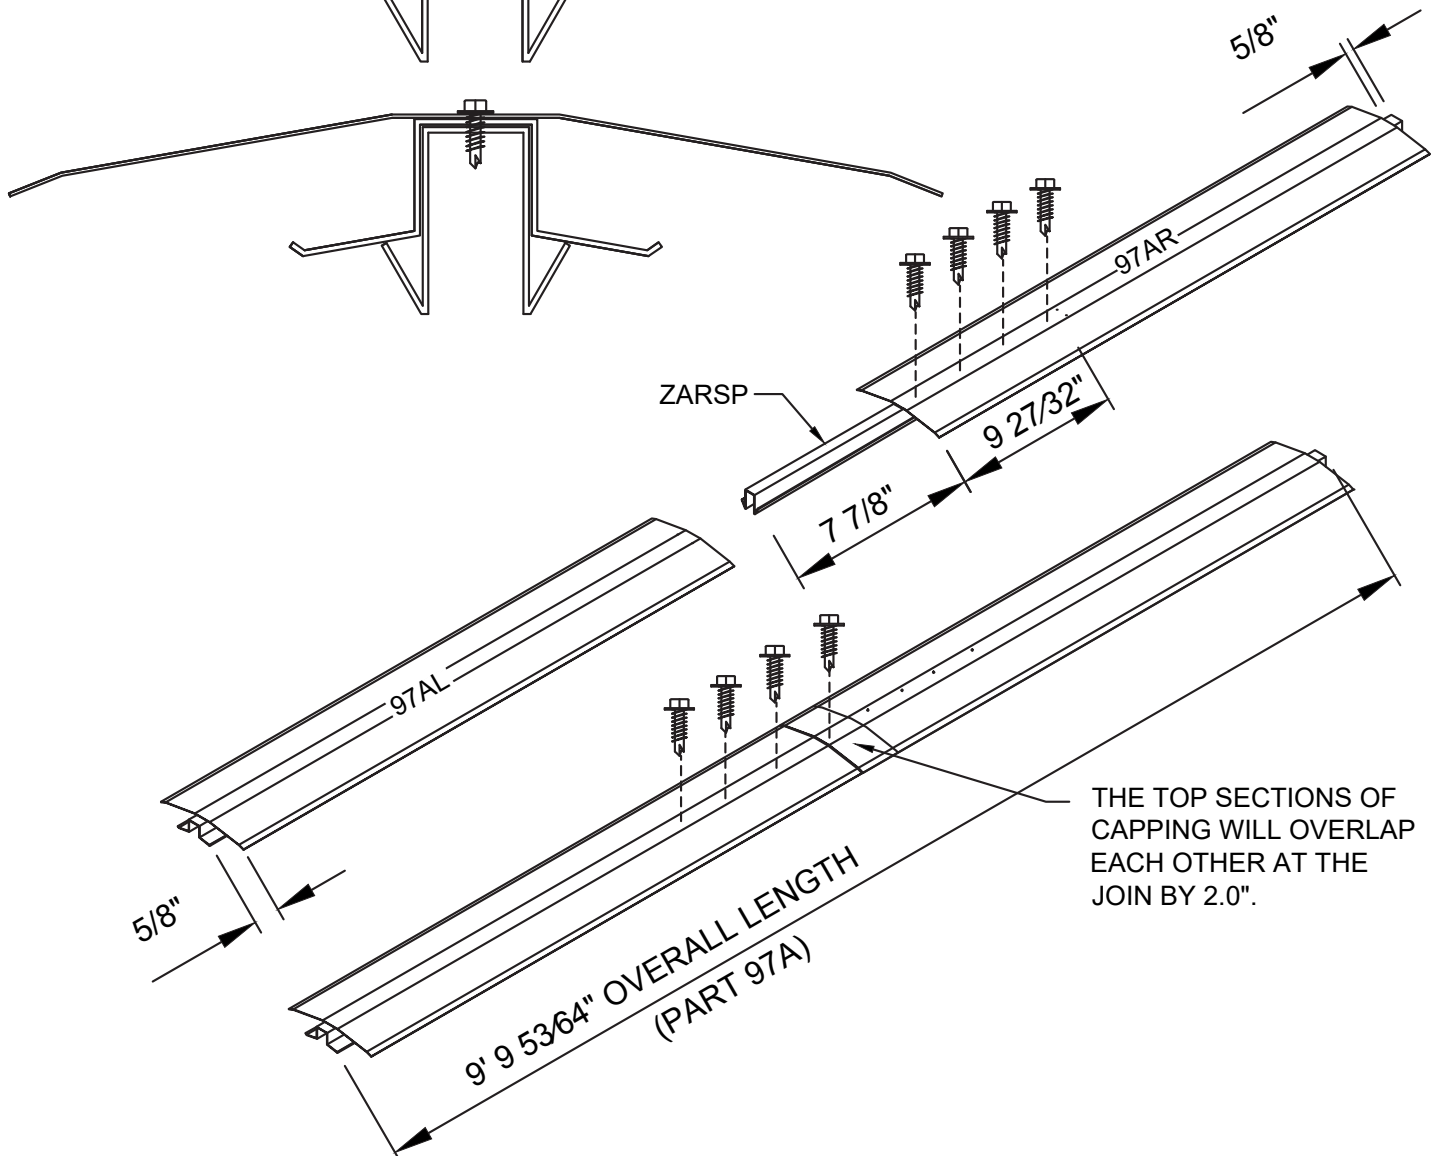 5/8"
97AR
ZARSP
9 27/32"
7 7/8"
97AL
THE TOP SECTIONS OF
CAPPING WILL OVERLAP
EACH OTHER AT THE
JOIN BY 2.0".
5/8"
9' 9 53/64" OVERALL LENGTH
(PART 97A)